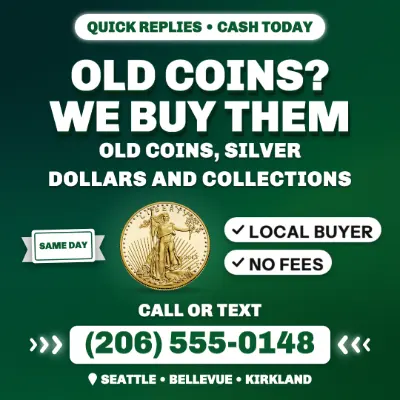 QUICK REPLIES • CASH TODAY
OLD COINS?
WE BUY THEM
OLD COINS, SILVER
DOLLARS AND COLLECTIONS
SAME DAY
LIBERTY
✓ LOCAL BUYER
✓ NO FEES
CALL OR TEXT
››› (206) 555-0148 ‹‹‹
SEATTLE • BELLEVUE • KIRKLAND